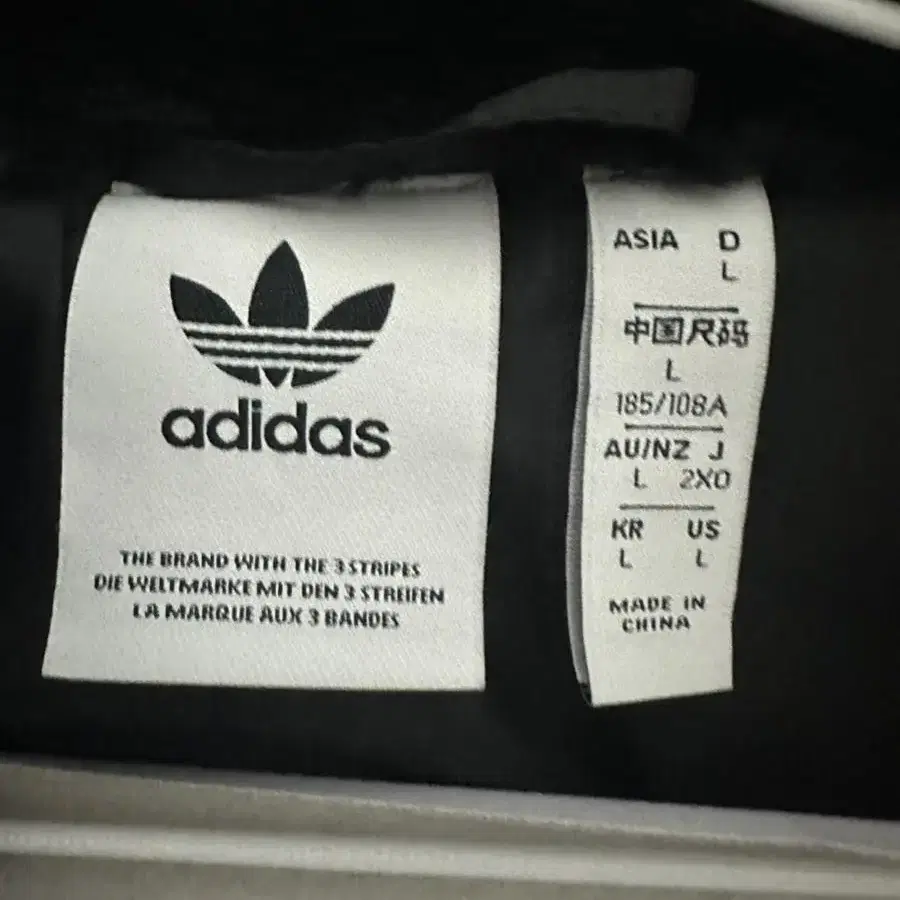 adidas
THE BRAND WITH THE 3 STRIPES
DIE WELTMARKE MIT DEN 3 STREIFEN
LA MARQUE AUX 3 BANDES
ASIA D
L
中国尺码
L
185/108A
AU/NZ J
L 2XO
KR US
L L
MADE IN
CHINA